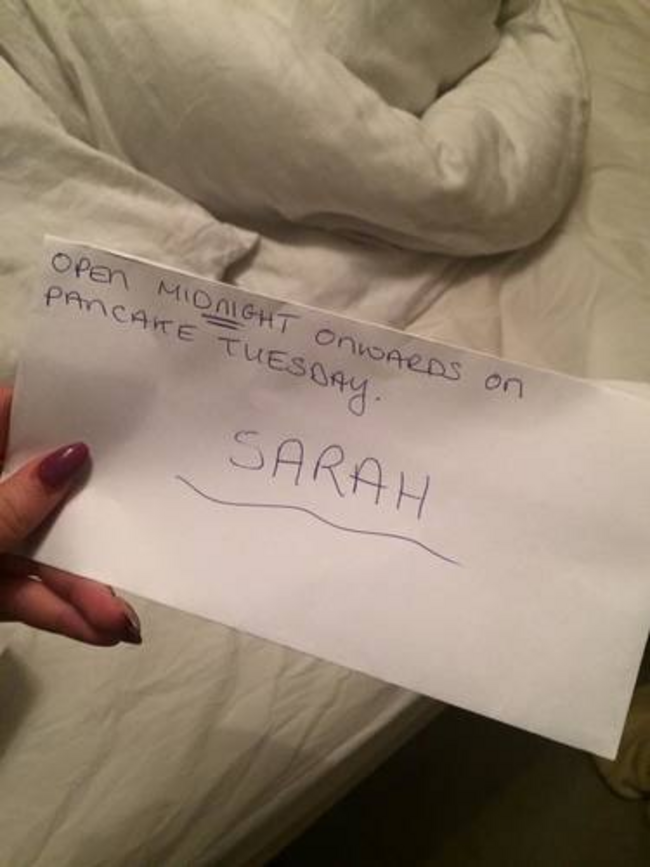 OPEN MIDNIGHT ONWARDS ON
PANCAKE TUESDAY.
SARAH